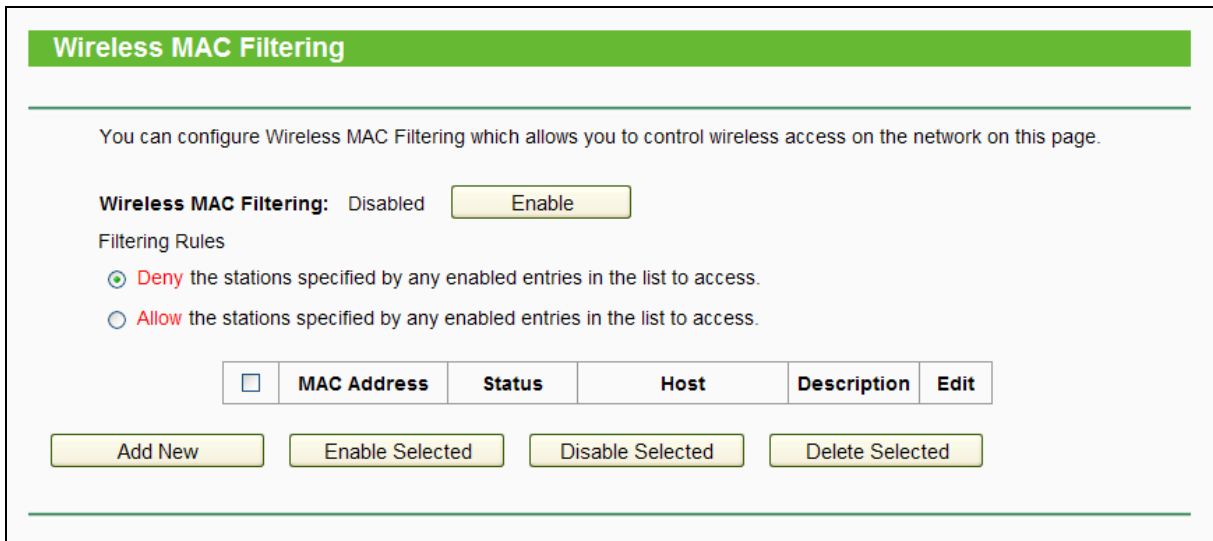 Wireless MAC Filtering
You can configure Wireless MAC Filtering which allows you to control wireless access on the network on this page.
Wireless MAC Filtering: Disabled Enable
Filtering Rules
Deny the stations specified by any enabled entries in the list to access.
Allow the stations specified by any enabled entries in the list to access.
MAC Address Status Host Description Edit
Add New Enable Selected Disable Selected Delete Selected